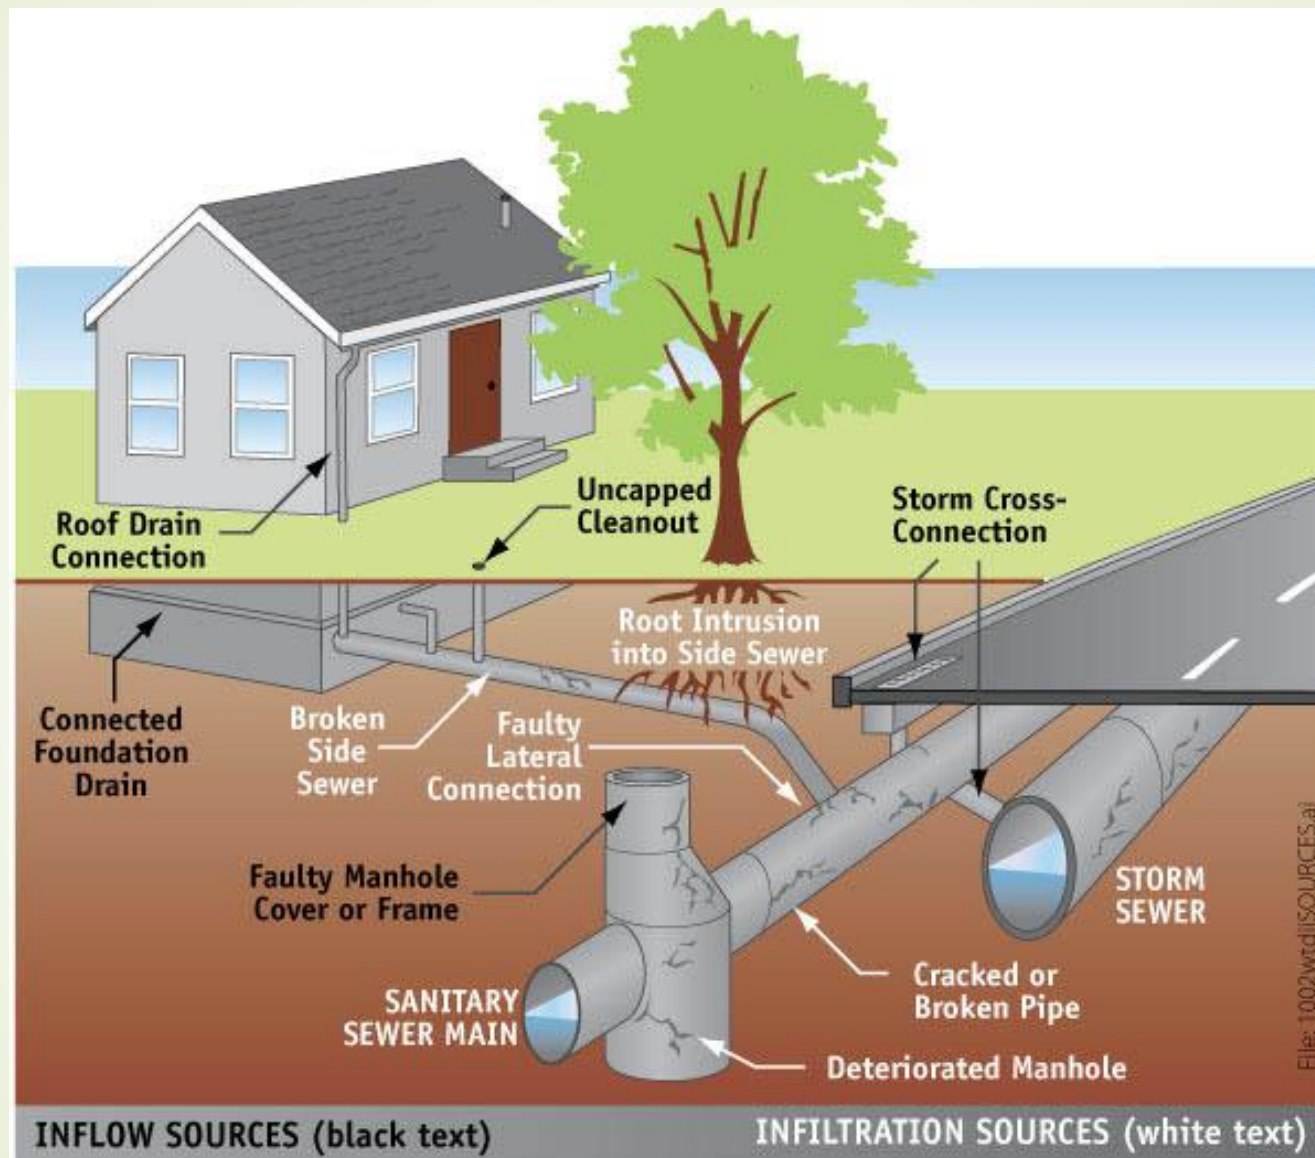 Roof Drain
Connection
Uncapped
Cleanout
Storm Cross-
Connection
Root Intrusion
into Side Sewer
Connected
Foundation
Drain
Broken
Side
Sewer
Faulty
Lateral
Connection
Faulty Manhole
Cover or Frame
STORM
SEWER
SANITARY
SEWER MAIN
Cracked or
Broken Pipe
Deteriorated Manhole
INFLOW SOURCES (black text)
INFILTRATION SOURCES (white text)